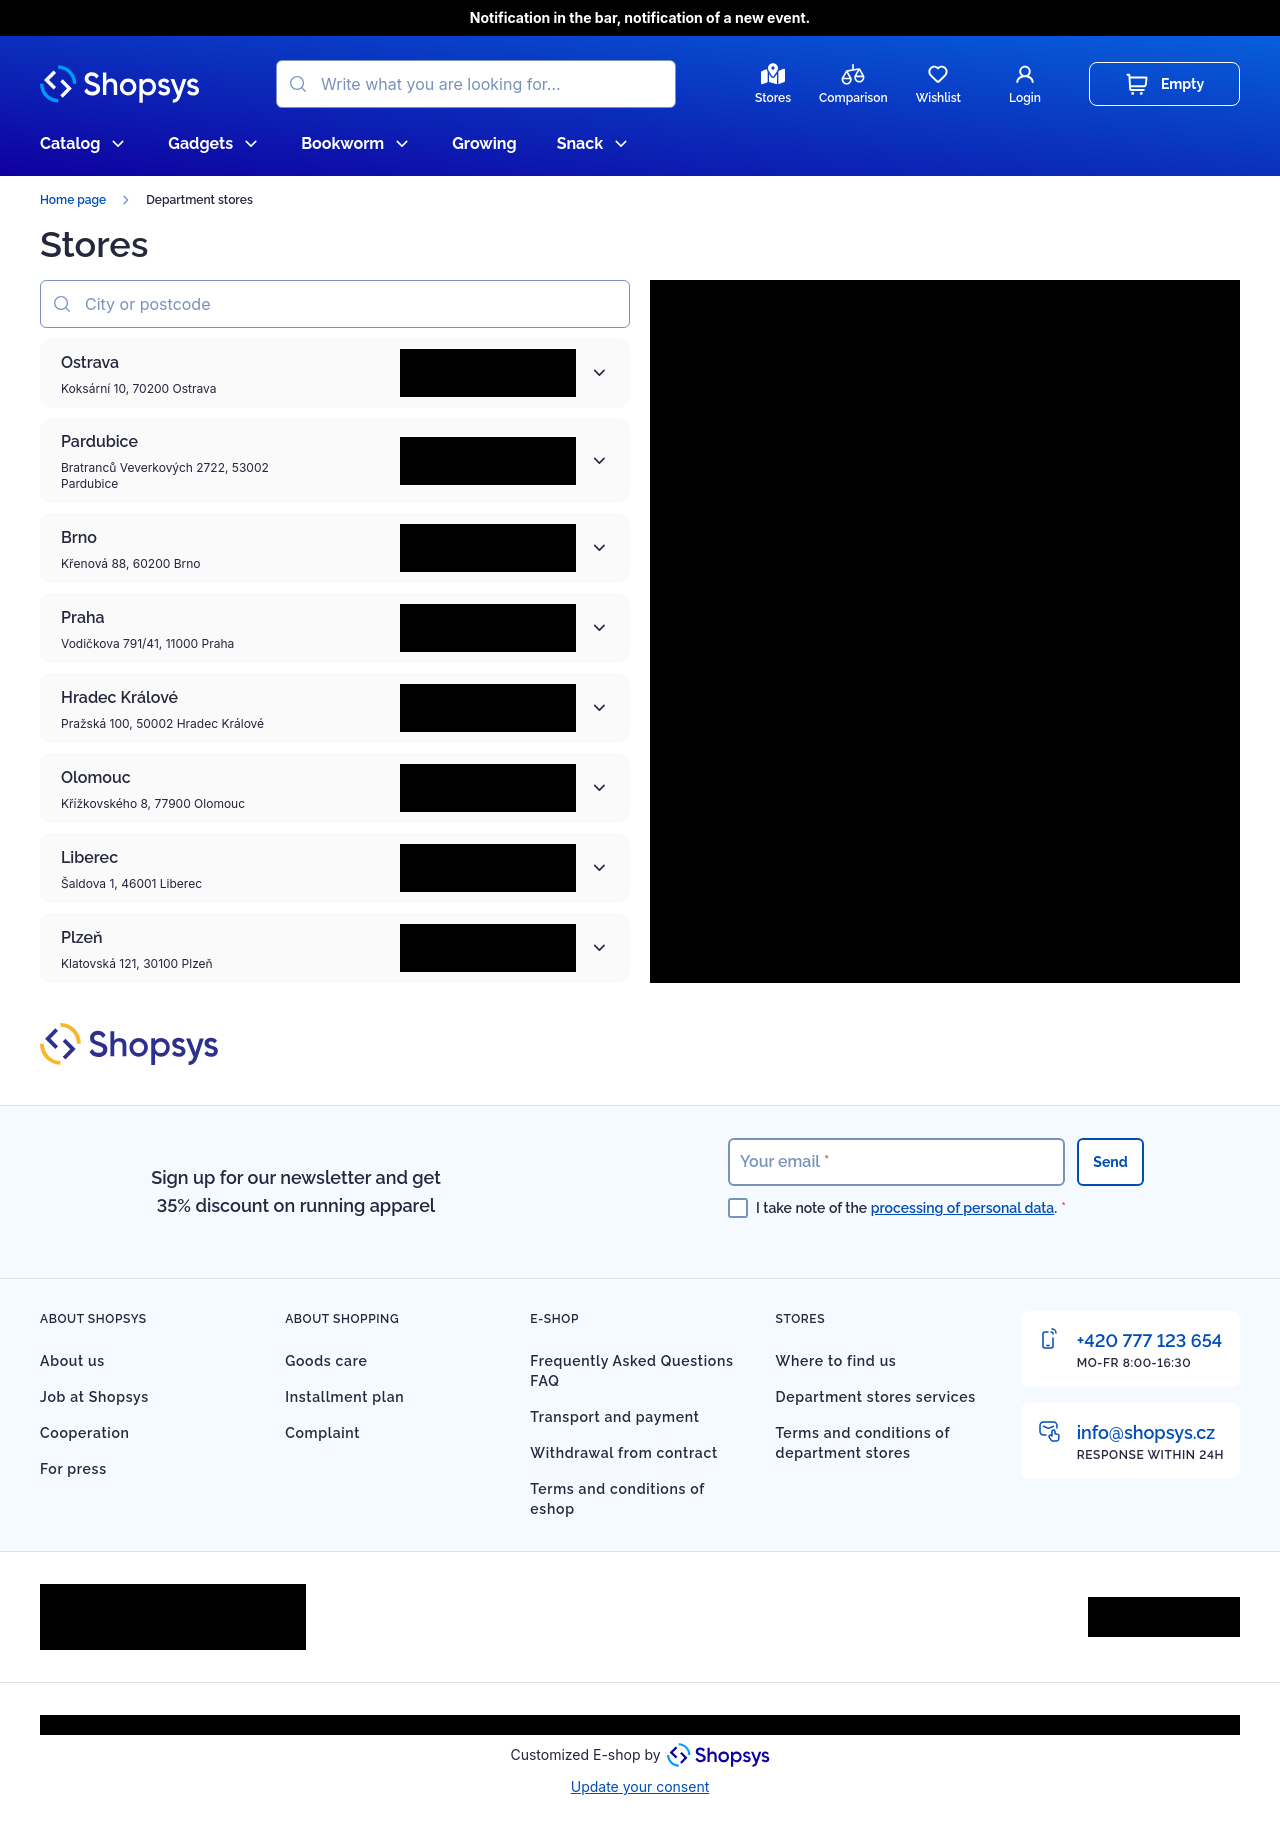 Notification in the bar, notification of a new event.
Shopsys
Write what you are looking for...
Stores
Comparison
Wishlist
Login
Empty
Catalog
Gadgets
Bookworm
Growing
Snack
Home page
Department stores
Stores
City or postcode
Ostrava
Koksární 10, 70200 Ostrava
Pardubice
Bratranců Veverkových 2722, 53002
Pardubice
Brno
Křenová 88, 60200 Brno
Praha
Vodičkova 791/41, 11000 Praha
Hradec Králové
Pražská 100, 50002 Hradec Králové
Olomouc
Křížkovského 8, 77900 Olomouc
Liberec
Šaldova 1, 46001 Liberec
Plzeň
Klatovská 121, 30100 Plzeň
Shopsys
Sign up for our newsletter and get
35% discount on running apparel
Your email *
Send
I take note of the processing of personal data. *
ABOUT SHOPSYS
About us
Job at Shopsys
Cooperation
For press
ABOUT SHOPPING
Goods care
Installment plan
Complaint
E-SHOP
Frequently Asked Questions
FAQ
Transport and payment
Withdrawal from contract
Terms and conditions of
eshop
STORES
Where to find us
Department stores services
Terms and conditions of
department stores
+420 777 123 654
MO-FR 8:00-16:30
info@shopsys.cz
RESPONSE WITHIN 24H
Customized E-shop by Shopsys
Update your consent